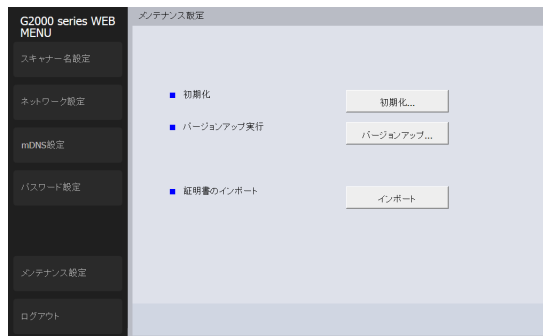 G2000 series WEB
MENU
スキャナー名設定
ネットワーク設定
mDNS設定
パスワード設定
メンテナンス設定
ログアウト
メンテナンス設定
初期化
初期化...
バージョンアップ実行
バージョンアップ...
証明書のインポート
インポート